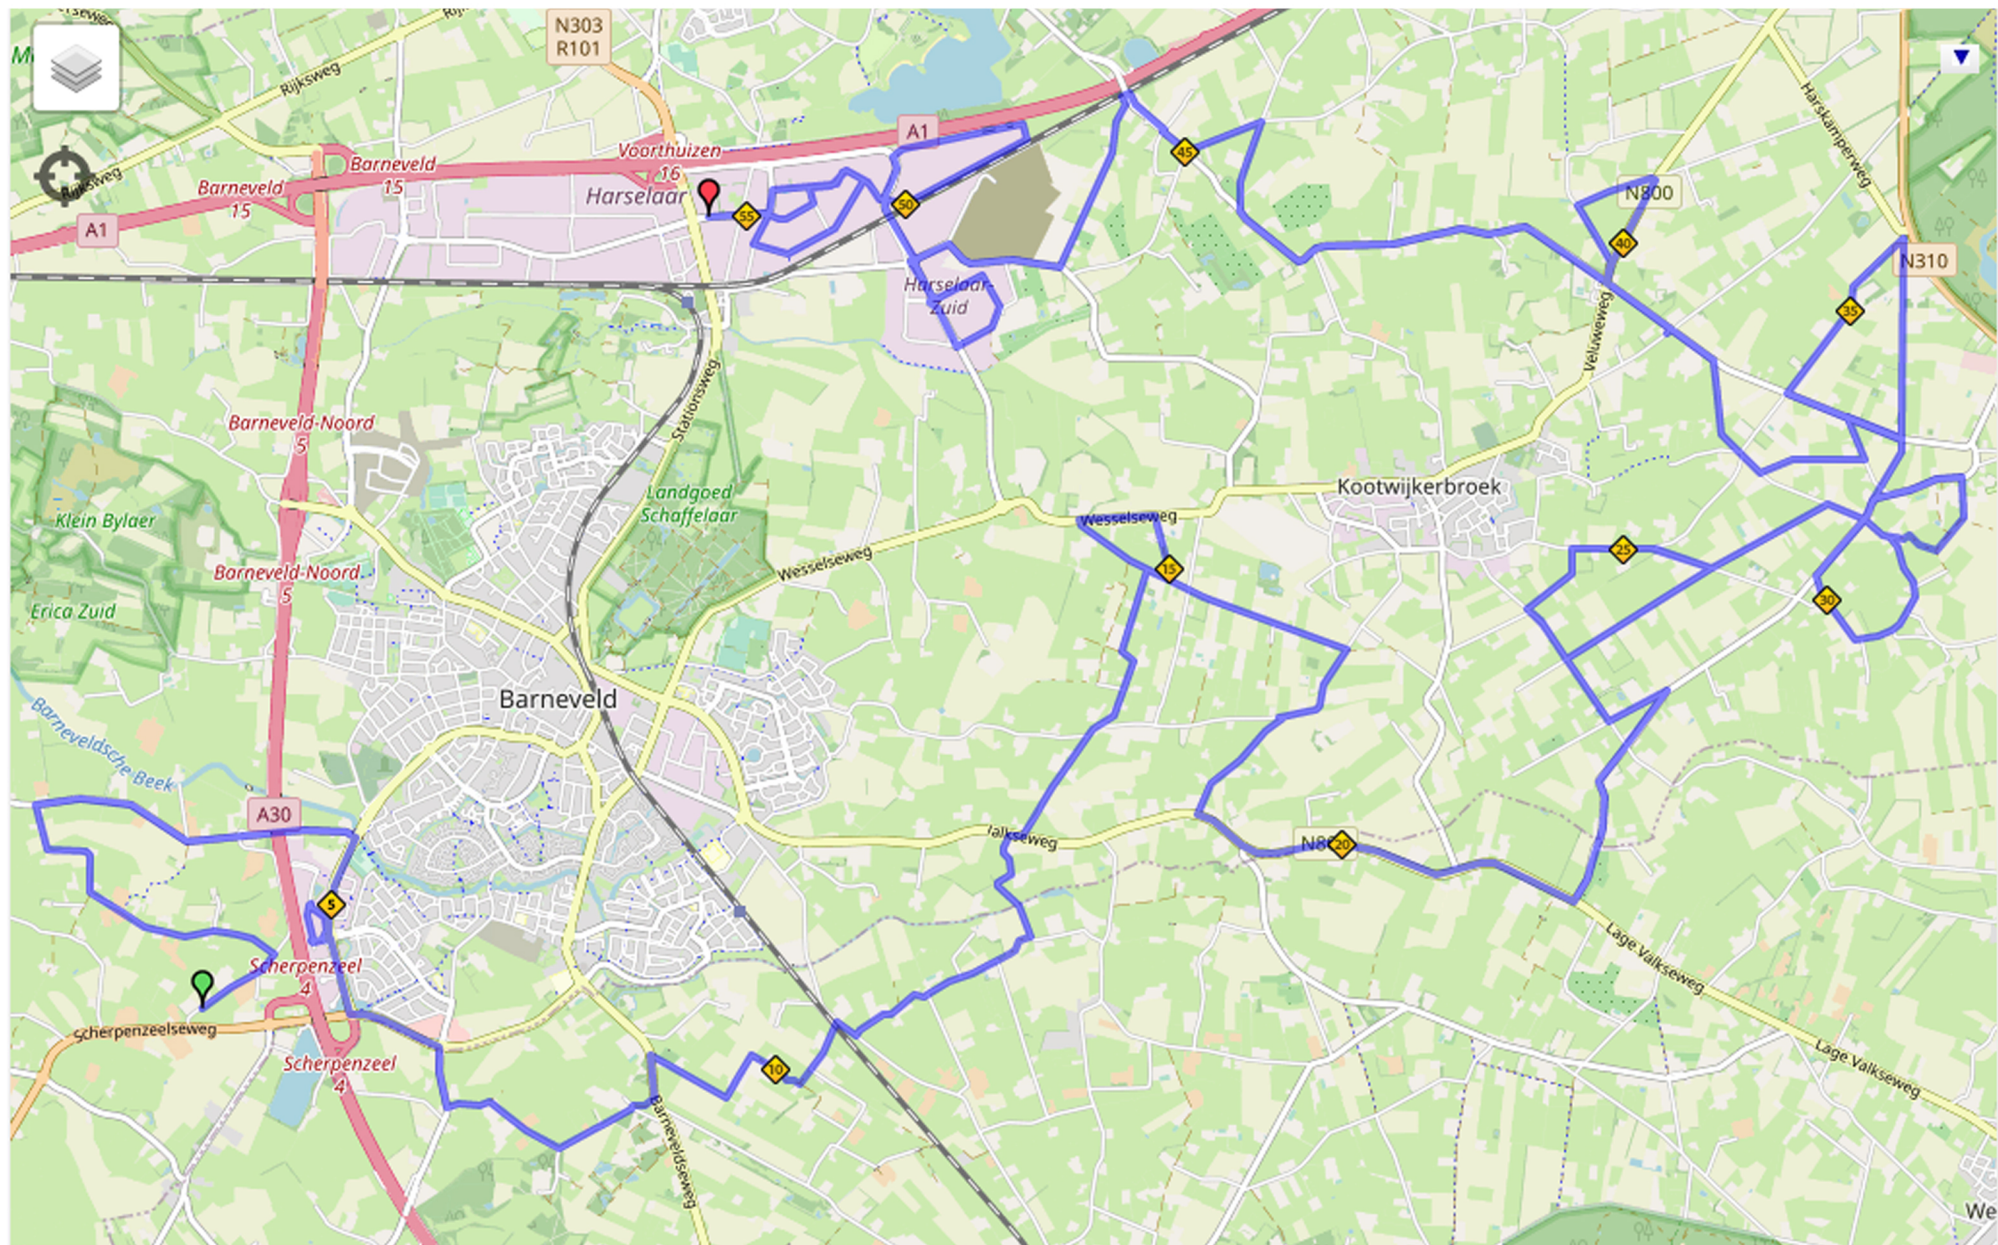 N303
R101
Rijksweg
A1
Voorthuizen
16
Barneveld
15
Barneveld
15
Harselaar
Rijksweg
A1
45
Harskamperweg
N800
50
55
40
N310
Harselaar-
Zuid
35
Veluweweg
Stationsweg
Barneveld-Noord
5
Kootwijkerbroek
Landgoed
Schaffelaar
Klein Bylaer
Wesselseweg
25
Wesselseweg
15
Barneveld-Noord
5
Erica Zuid
30
Barneveld
Barneveldsche Beek
A30
Valkseweg
20
5
Scherpenzeel
4
Lage Valkseweg
Scherpenzeelseweg
Scherpenzeel
4
10
Lage Valkseweg
Barneveldseweg
We